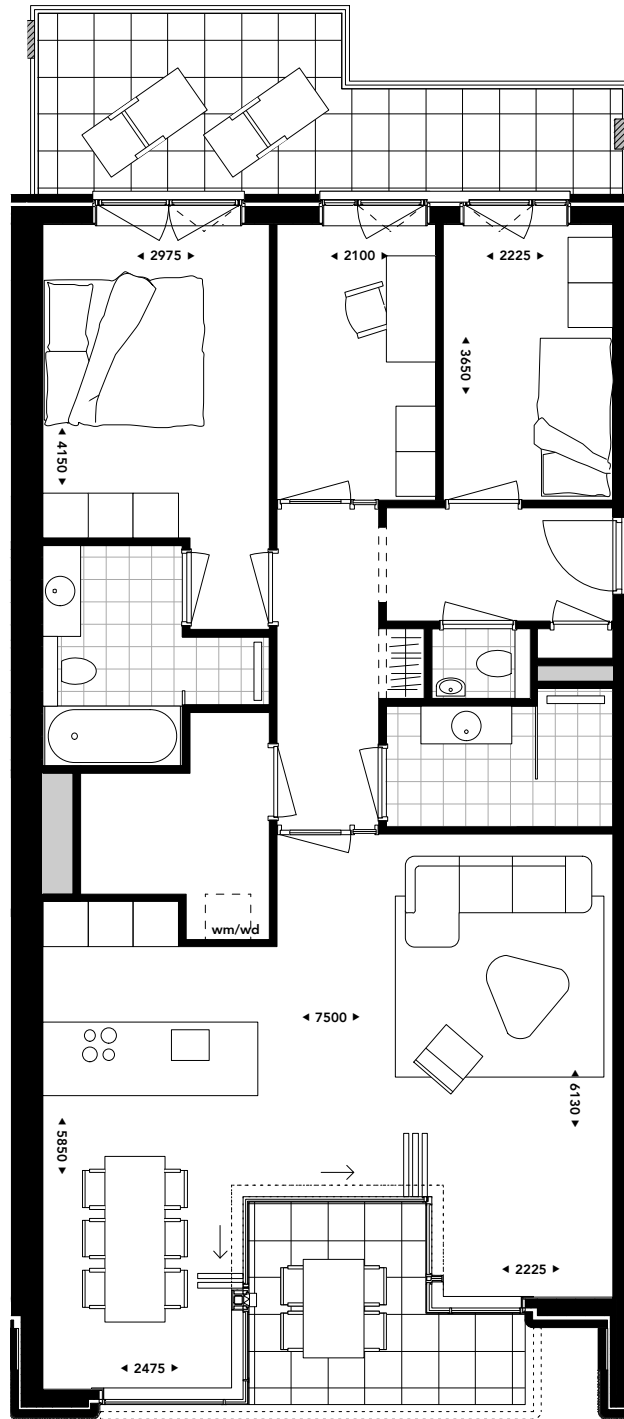 ◂ 2975 ▸
◂ 2100 ▸
◂ 2225 ▸
◂ 3650 ▸
◂ 4150 ▸
wm/wd
◂ 7500 ▸
◂ 6130 ▸
◂ 5850 ▸
◂ 2225 ▸
◂ 2475 ▸